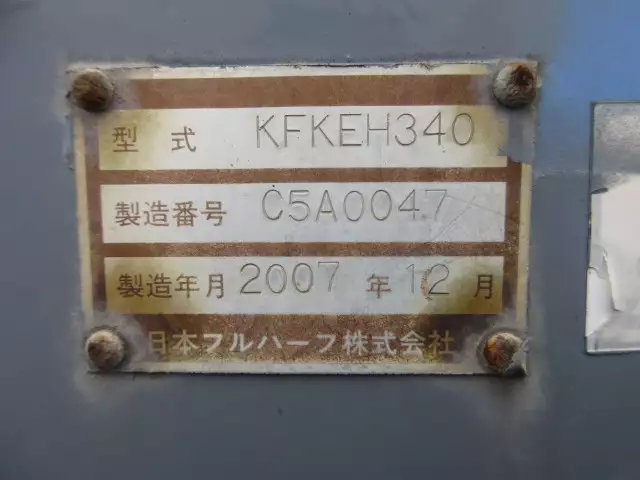 型式 KFKEH340
製造番号 C5A0047
製造年月 2007 年 12 月
日本フルハーフ株式会社